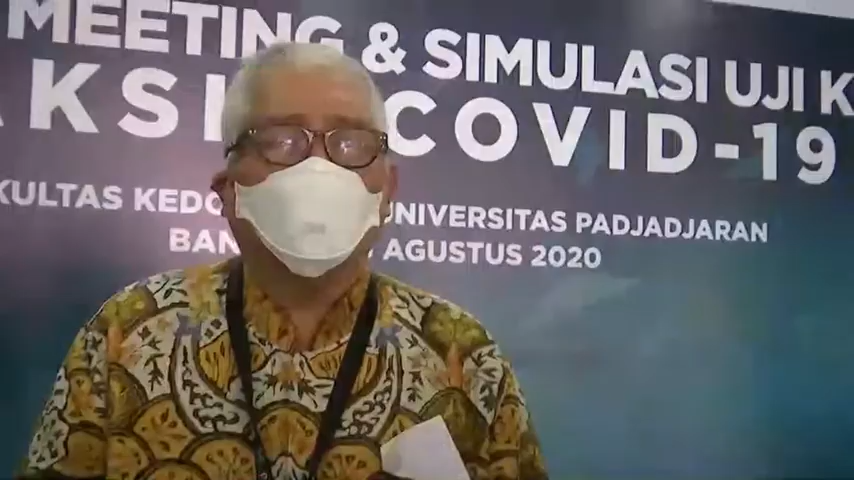 MEETING & SIMULASI UJI K
AKSI COVID-19
KULTAS KEDO UNIVERSITAS PADJADJARAN
BAN AGUSTUS 2020